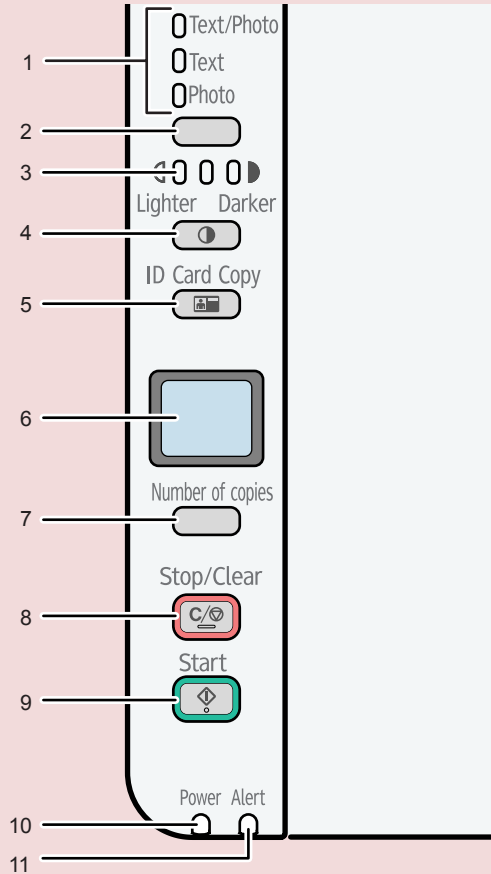 1
Text/Photo
Text
Photo
2
3
Lighter Darker
4
ID Card Copy
5
6
Number of copies
7
Stop/Clear
8 C/
Start
9
Power Alert
10
11